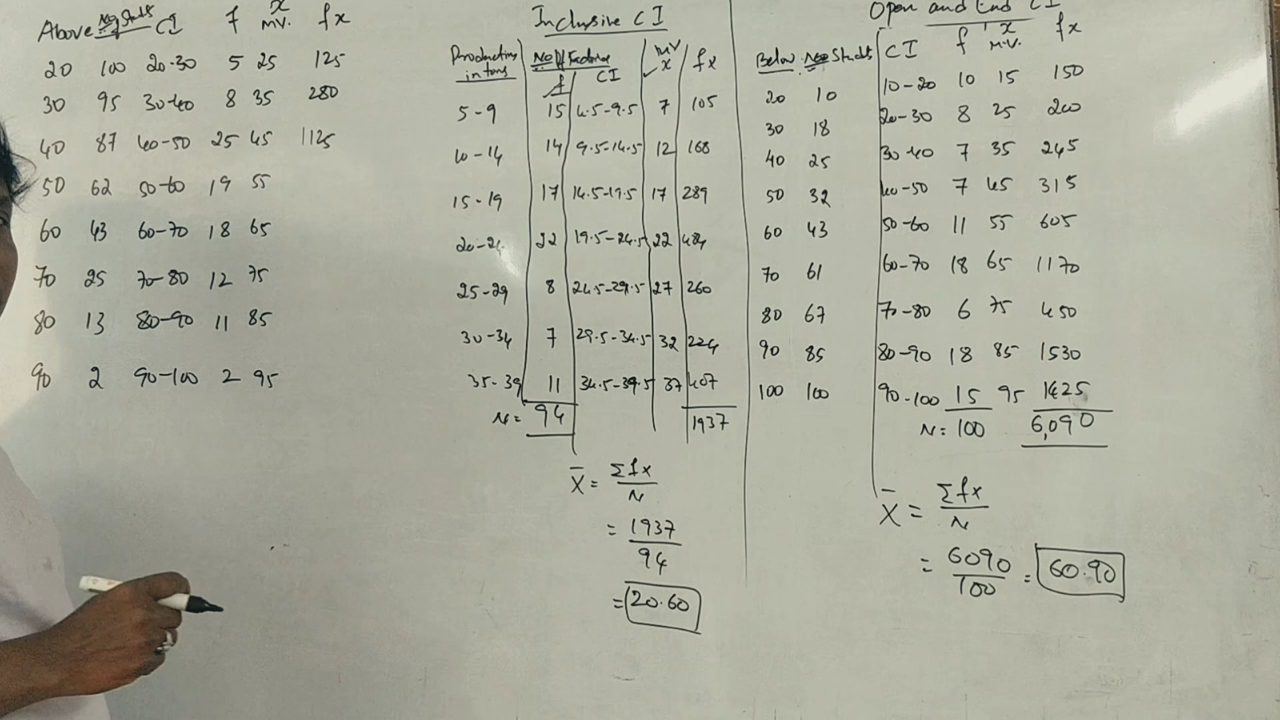 Above No of Studts CI f x m.v. fx
20 100 20-30 5 25 125
30 95 30-40 8 35 280
40 87 40-50 25 45 1125
50 62 50-60 19 55
60 43 60-70 18 65
70 25 70-80 12 75
80 13 80-90 11 85
90 2 90-100 2 95
Inclusive CI
Production in tons No of Factories f CI MV x fx
5-9 15 4.5-9.5 7 105
10-14 14 9.5-14.5 12 168
15-19 17 14.5-19.5 17 289
20-24 22 19.5-24.5 22 484
25-29 8 24.5-29.5 27 260
30-34 7 29.5-34.5 32 224
35-39 11 34.5-39.5 37 407
N= 94 1937
X̄ = Σfx/N
= 1937/94
= 20.60
Open and End CI
Below No Studts CI f x m.v. fx
20 10 10-20 10 15 150
30 18 20-30 8 25 200
40 25 30-40 7 35 245
50 32 40-50 7 45 315
60 43 50-60 11 55 605
70 61 60-70 18 65 1170
80 67 70-80 6 75 450
90 85 80-90 18 85 1530
100 100 90-100 15 95 1425
N=100 6,090
X̄ = Σfx/N
= 6090/100 = 60.90